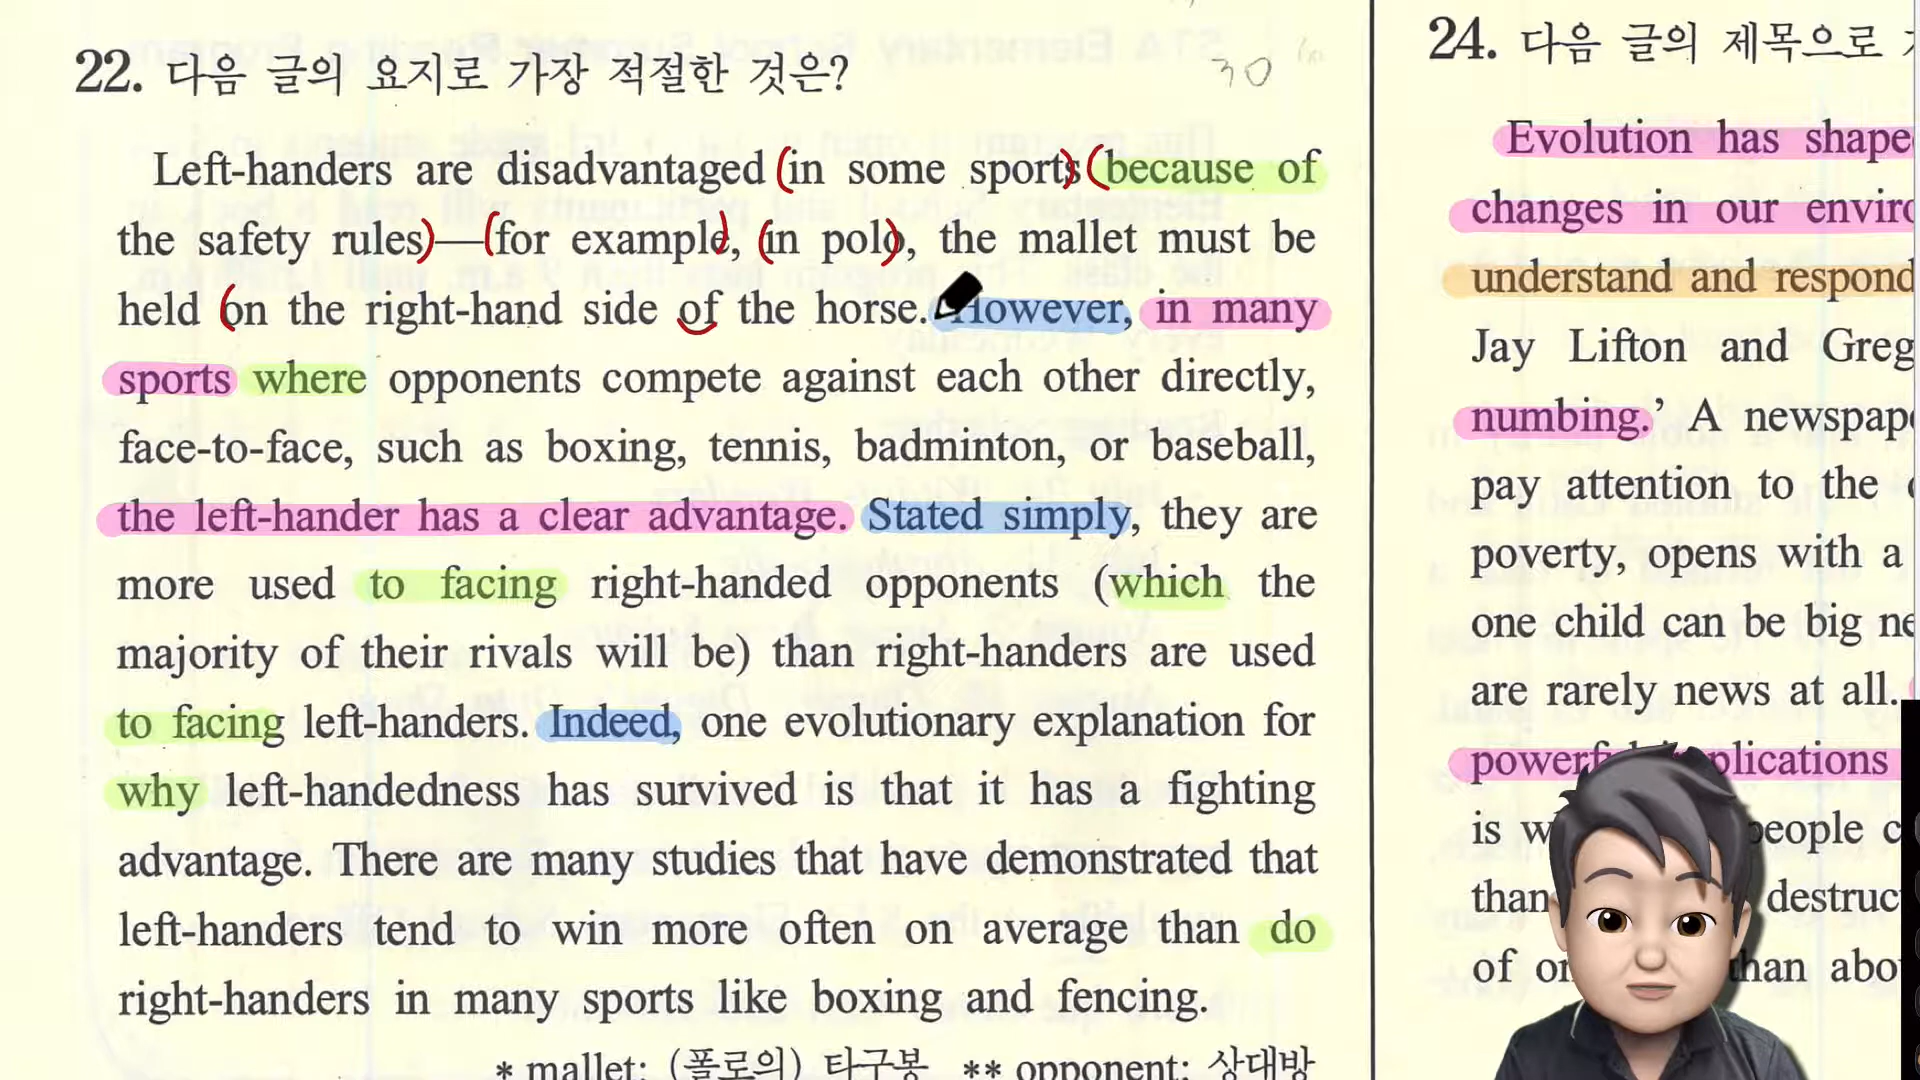 22. 다음 글의 요지로 가장 적절한 것은?
30
Left-handers are disadvantaged (in some sports) (because of
the safety rules)—(for example), (in polo), the mallet must be
held (on the right-hand side of the horse. However, in many
sports where opponents compete against each other directly,
face-to-face, such as boxing, tennis, badminton, or baseball,
the left-hander has a clear advantage. Stated simply, they are
more used to facing right-handed opponents (which the
majority of their rivals will be) than right-handers are used
to facing left-handers. Indeed, one evolutionary explanation for
why left-handedness has survived is that it has a fighting
advantage. There are many studies that have demonstrated that
left-handers tend to win more often on average than do
right-handers in many sports like boxing and fencing.
* mallet: (폴로의) 타구봉 ** opponent: 상대방
24. 다음 글의 제목으로
Evolution has shape
changes in our enviro
understand and respond
Jay Lifton and Greg
numbing.’ A newspap
pay attention to the
poverty, opens with a
one child can be big ne
are rarely news at all.
powerful implications
is people c
than destruc
of than abo